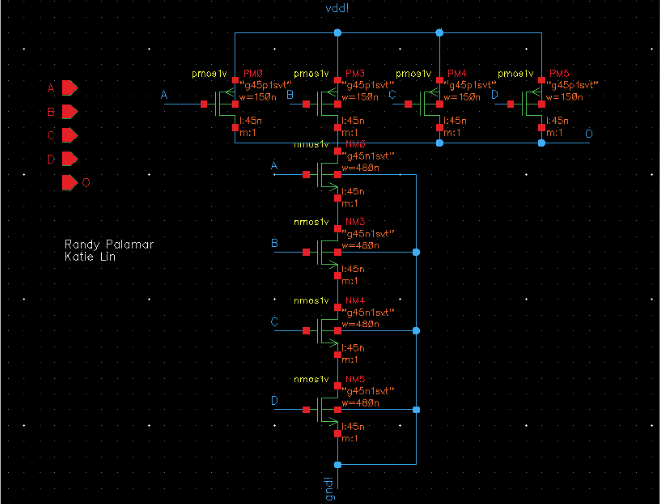 vdd!
pmos1v PM0 pmos1v PM3 pmos1v PM4 pmos1v PM5
A "g45p1svt" B "g45p1svt" C "g45p1svt" D "g45p1svt"
w=150n w=150n w=150n w=150n
l:45n l:45n l:45n l:45n
m:1 m:1 m:1 m:1
O
A
B
C
D
O
nmos1v NM0
"g45n1svt"
A w=480n
l:45n
m:1
nmos1v NM3
"g45n1svt"
B w=480n
l:45n
m:1
nmos1v NM4
"g45n1svt"
C w=480n
l:45n
m:1
nmos1v NM5
"g45n1svt"
D w=480n
l:45n
m:1
gnd!
Randy Palamar
Katie Lin